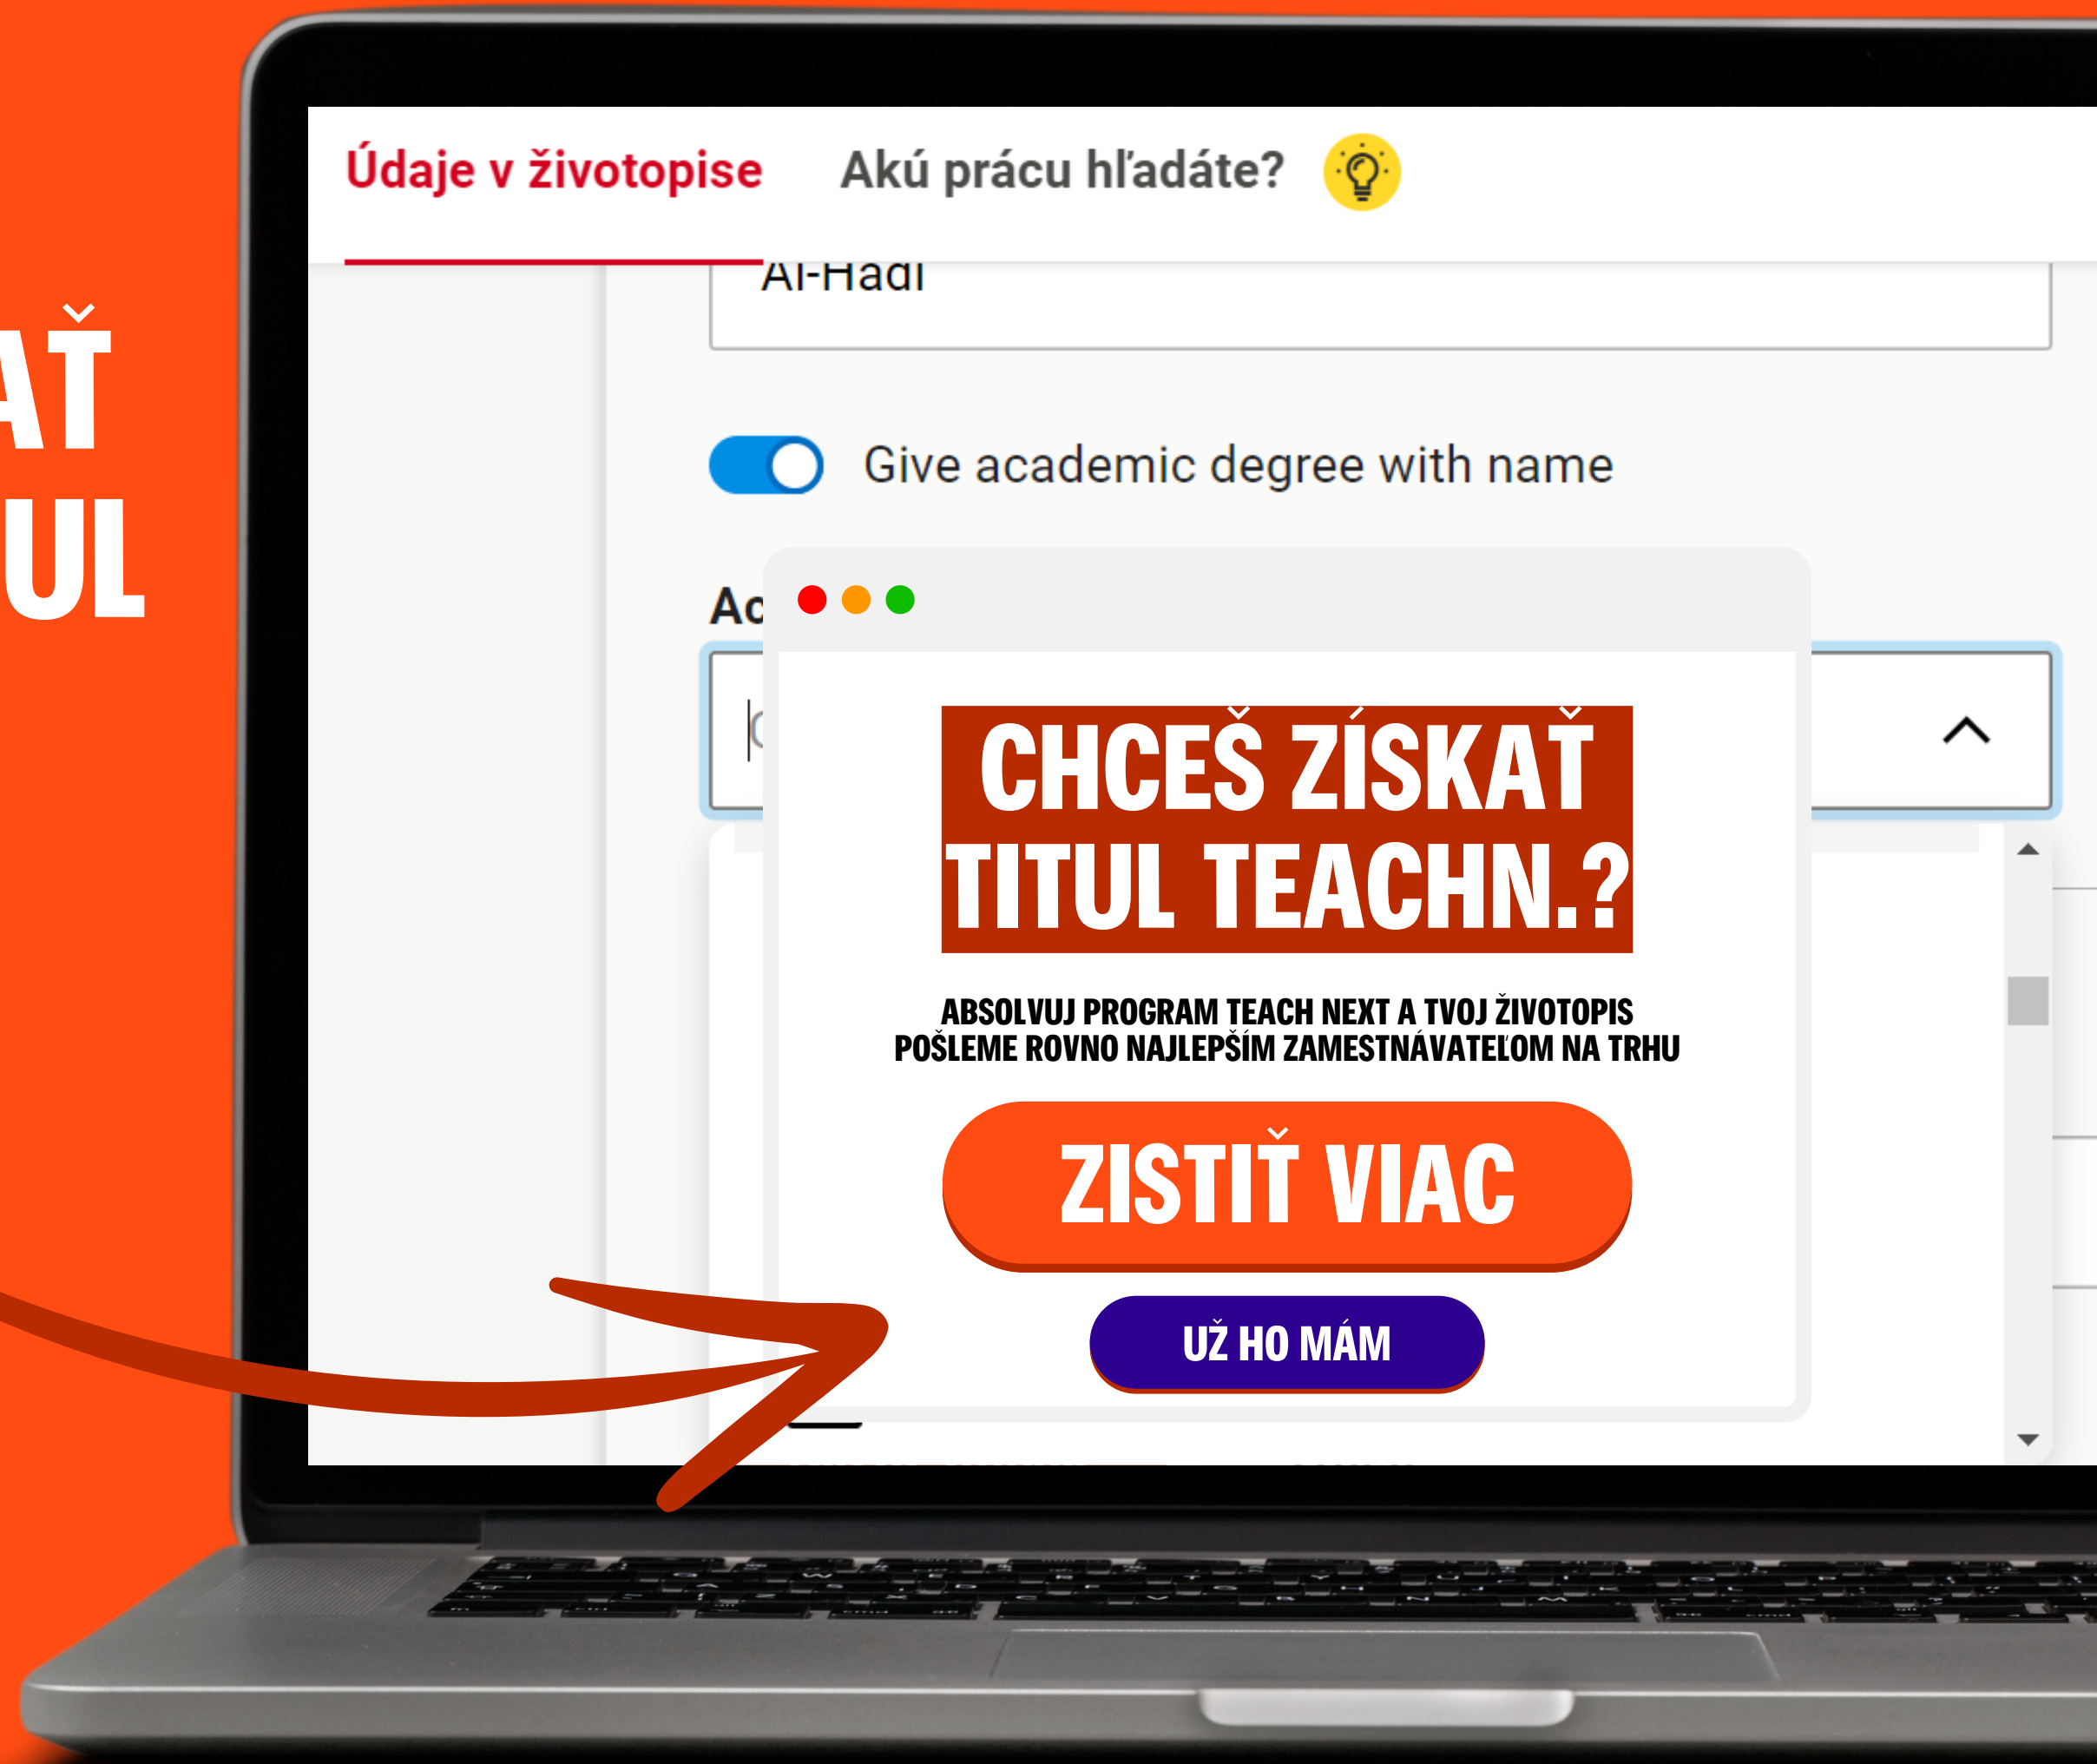 AŤ
UL
Údaje v životopise
Akú prácu hľadáte?
Al-Hadi
Give academic degree with name
Ac
CHCEŠ ZÍSKAŤ
TITUL TEACHN.?
ABSOLVUJ PROGRAM TEACH NEXT A TVOJ ŽIVOTOPIS
POŠLEME ROVNO NAJLEPŠÍM ZAMESTNÁVATEĽOM NA TRHU
ZISTIŤ VIAC
UŽ HO MÁM